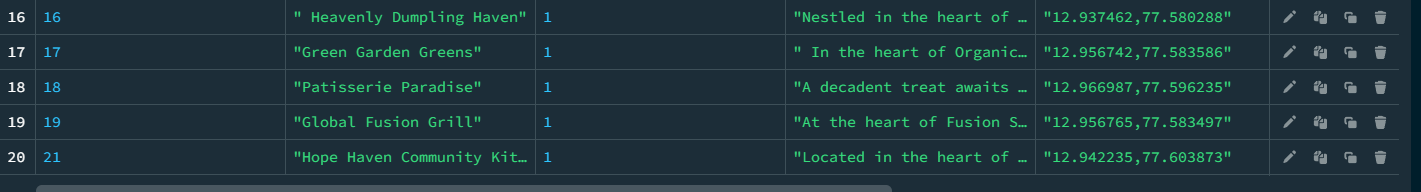 16 16 " Heavenly Dumpling Haven" 1 "Nestled in the heart of … "12.937462,77.580288"
17 17 "Green Garden Greens" 1 " In the heart of Organic… "12.956742,77.583586"
18 18 "Patisserie Paradise" 1 "A decadent treat awaits … "12.966987,77.596235"
19 19 "Global Fusion Grill" 1 "At the heart of Fusion S… "12.956765,77.583497"
20 21 "Hope Haven Community Kit… 1 "Located in the heart of … "12.942235,77.603873"